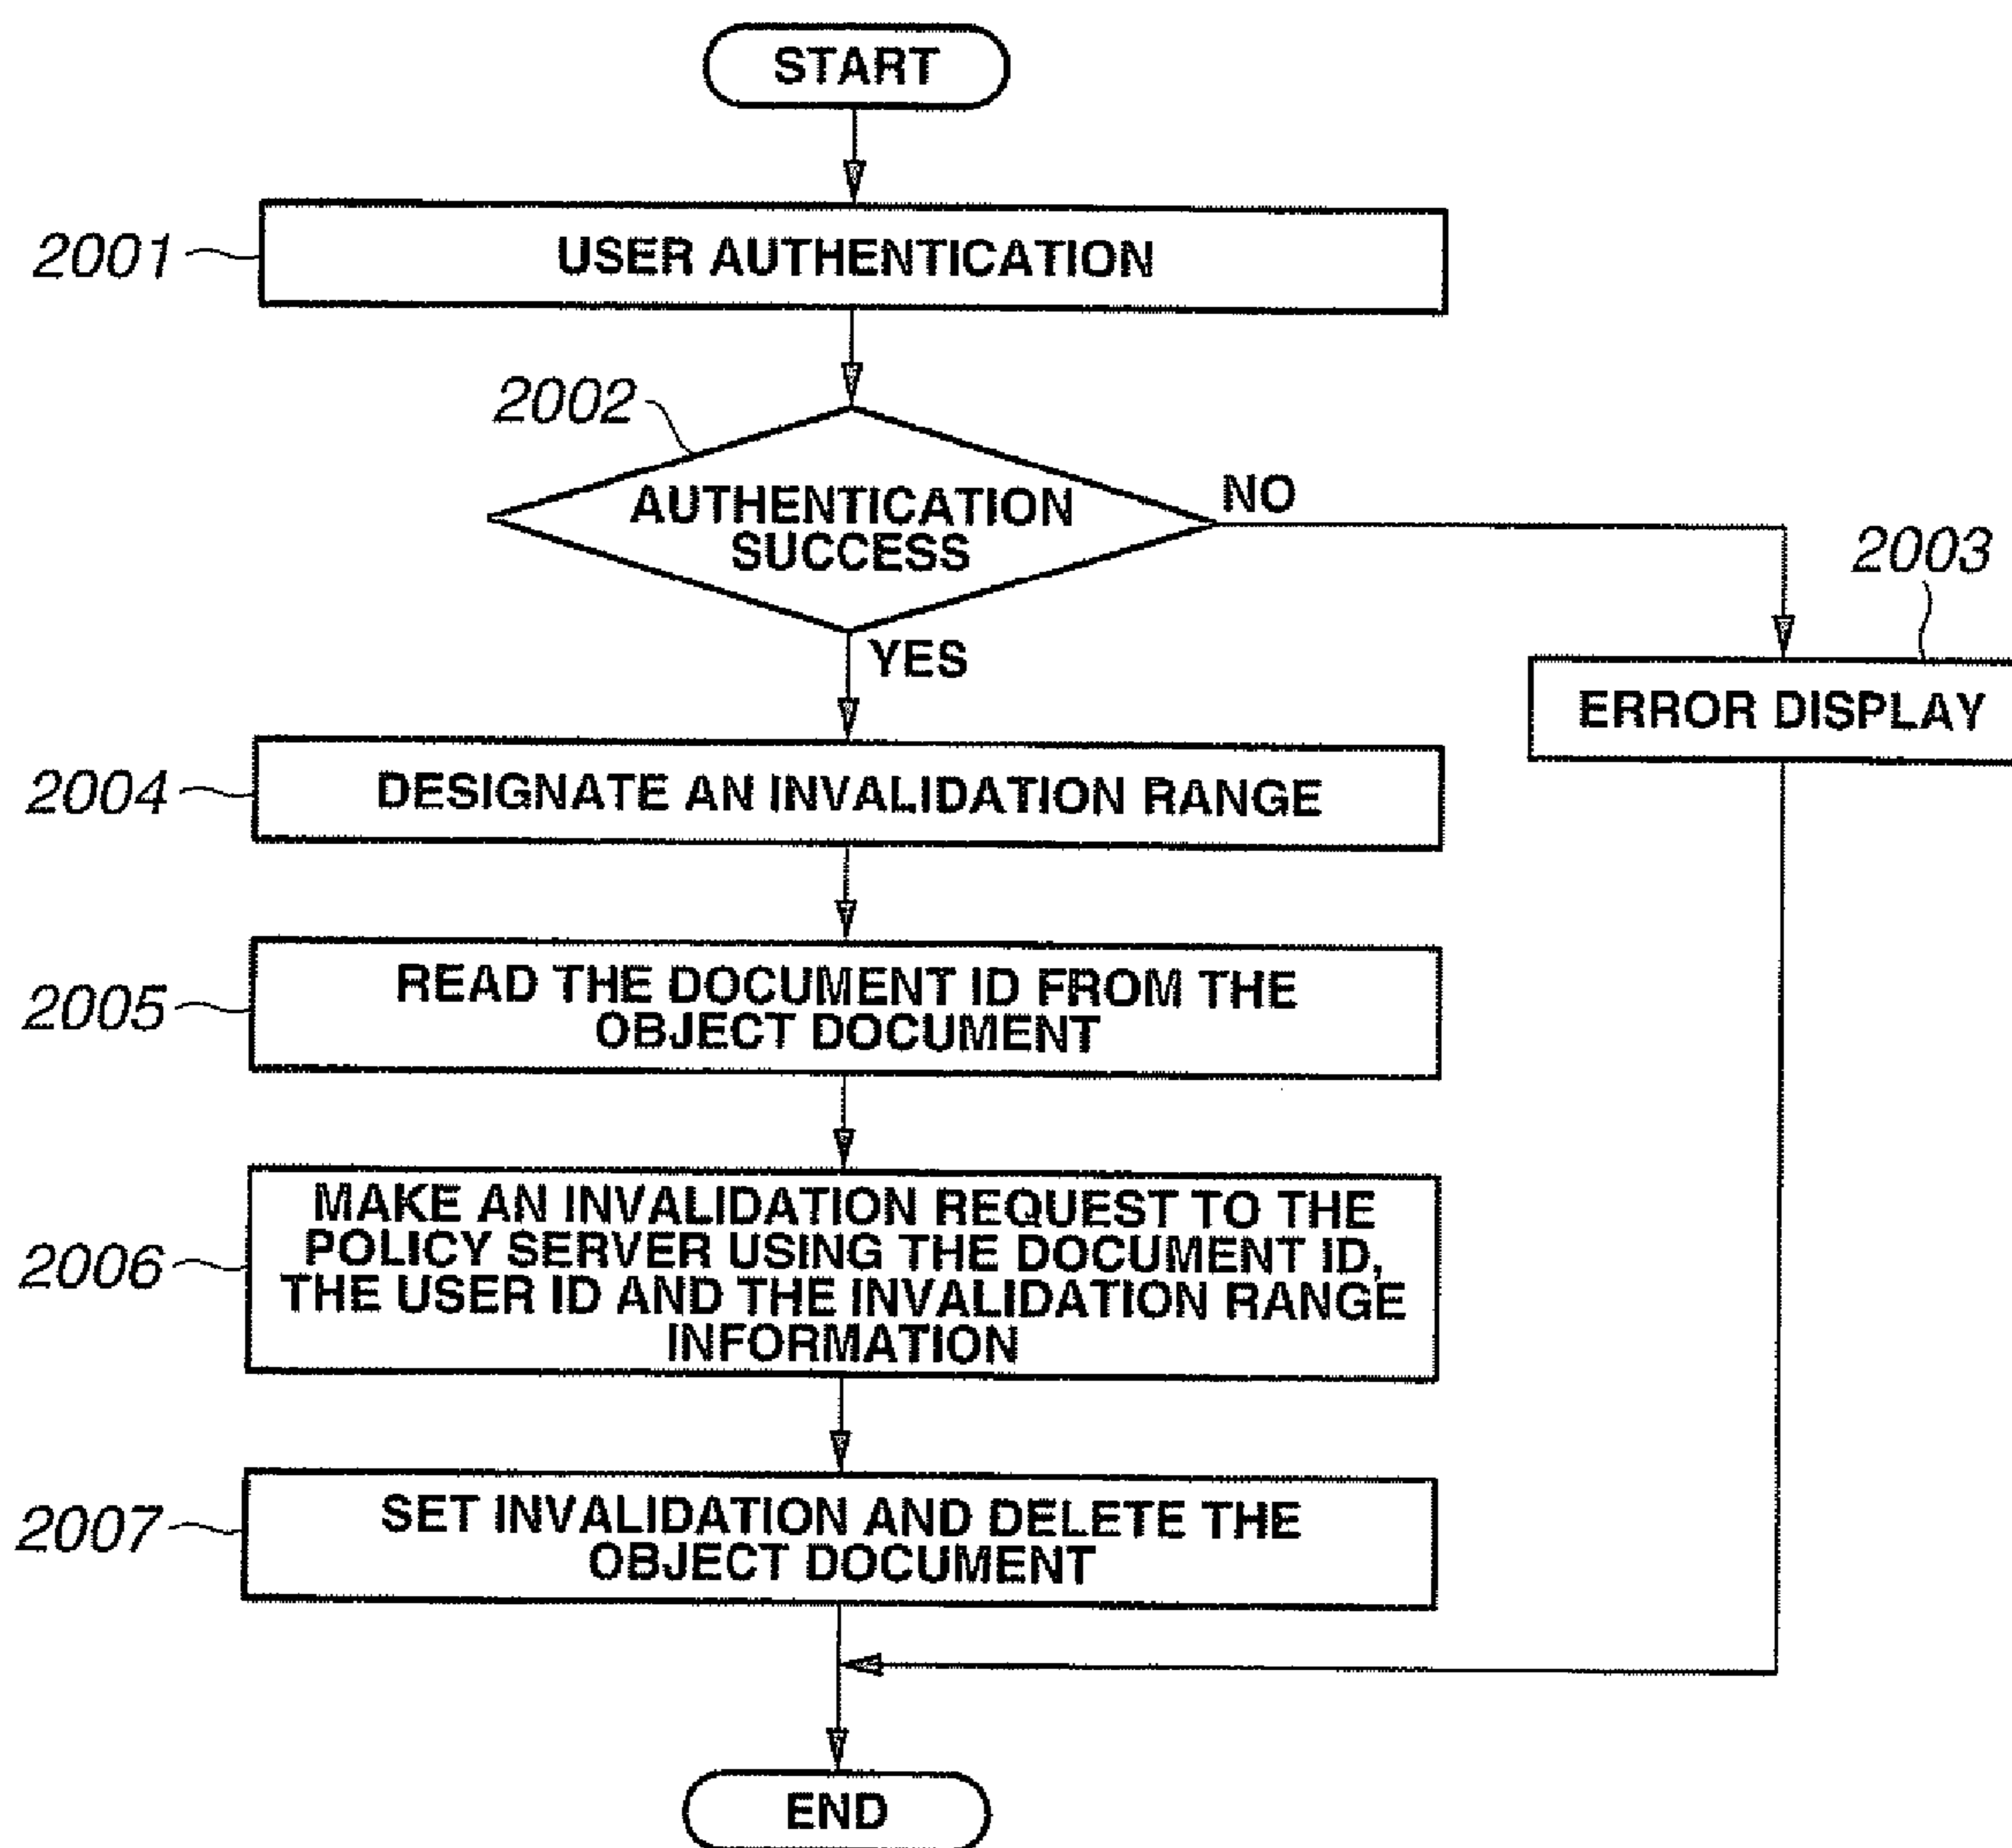 START
2001
USER AUTHENTICATION
2002
AUTHENTICATION
SUCCESS
NO
2003
YES
ERROR DISPLAY
2004
DESIGNATE AN INVALIDATION RANGE
2005
READ THE DOCUMENT ID FROM THE
OBJECT DOCUMENT
2006
MAKE AN INVALIDATION REQUEST TO THE
POLICY SERVER USING THE DOCUMENT ID,
THE USER ID AND THE INVALIDATION RANGE
INFORMATION
2007
SET INVALIDATION AND DELETE THE
OBJECT DOCUMENT
END